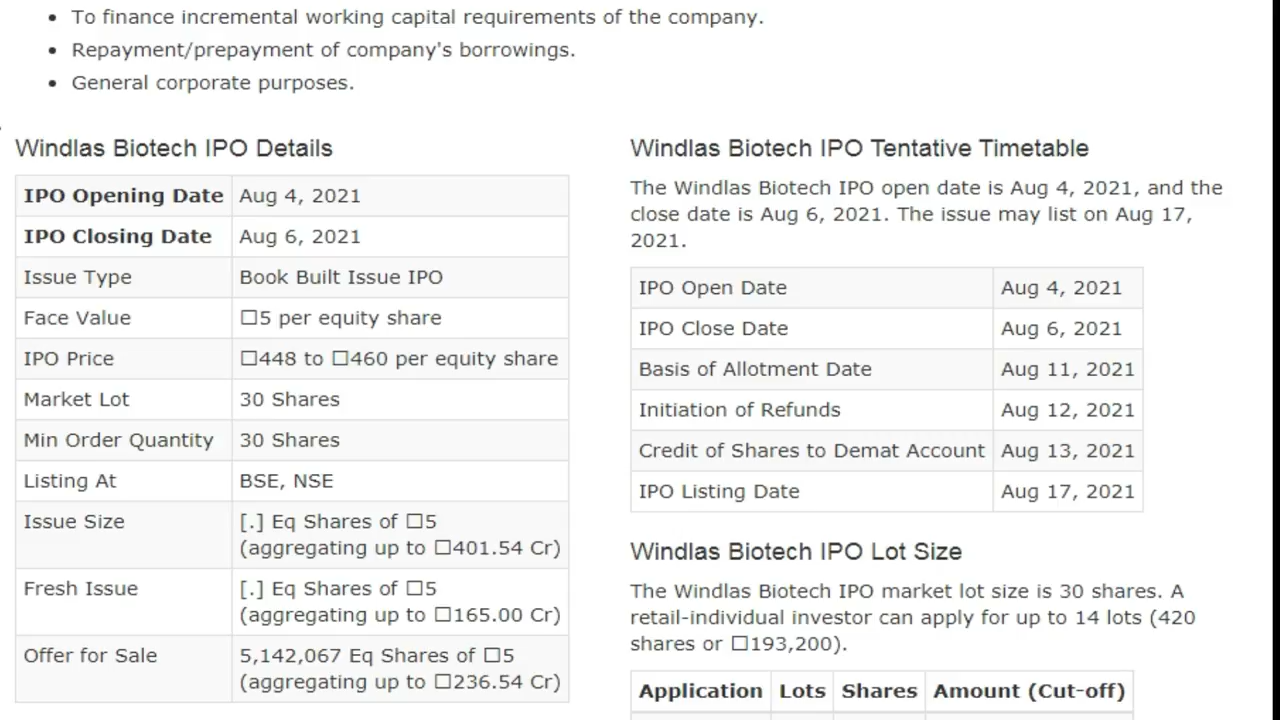 To finance incremental working capital requirements of the company.
Repayment/prepayment of company's borrowings.
General corporate purposes.
Windlas Biotech IPO Details
IPO Opening Date Aug 4, 2021
IPO Closing Date Aug 6, 2021
Issue Type Book Built Issue IPO
Face Value □5 per equity share
IPO Price □448 to □460 per equity share
Market Lot 30 Shares
Min Order Quantity 30 Shares
Listing At BSE, NSE
Issue Size [.] Eq Shares of □5
(aggregating up to □401.54 Cr)
Fresh Issue [.] Eq Shares of □5
(aggregating up to □165.00 Cr)
Offer for Sale 5,142,067 Eq Shares of □5
(aggregating up to □236.54 Cr)
Windlas Biotech IPO Tentative Timetable
The Windlas Biotech IPO open date is Aug 4, 2021, and the
close date is Aug 6, 2021. The issue may list on Aug 17,
2021.
IPO Open Date Aug 4, 2021
IPO Close Date Aug 6, 2021
Basis of Allotment Date Aug 11, 2021
Initiation of Refunds Aug 12, 2021
Credit of Shares to Demat Account Aug 13, 2021
IPO Listing Date Aug 17, 2021
Windlas Biotech IPO Lot Size
The Windlas Biotech IPO market lot size is 30 shares. A
retail-individual investor can apply for up to 14 lots (420
shares or □193,200).
Application Lots Shares Amount (Cut-off)